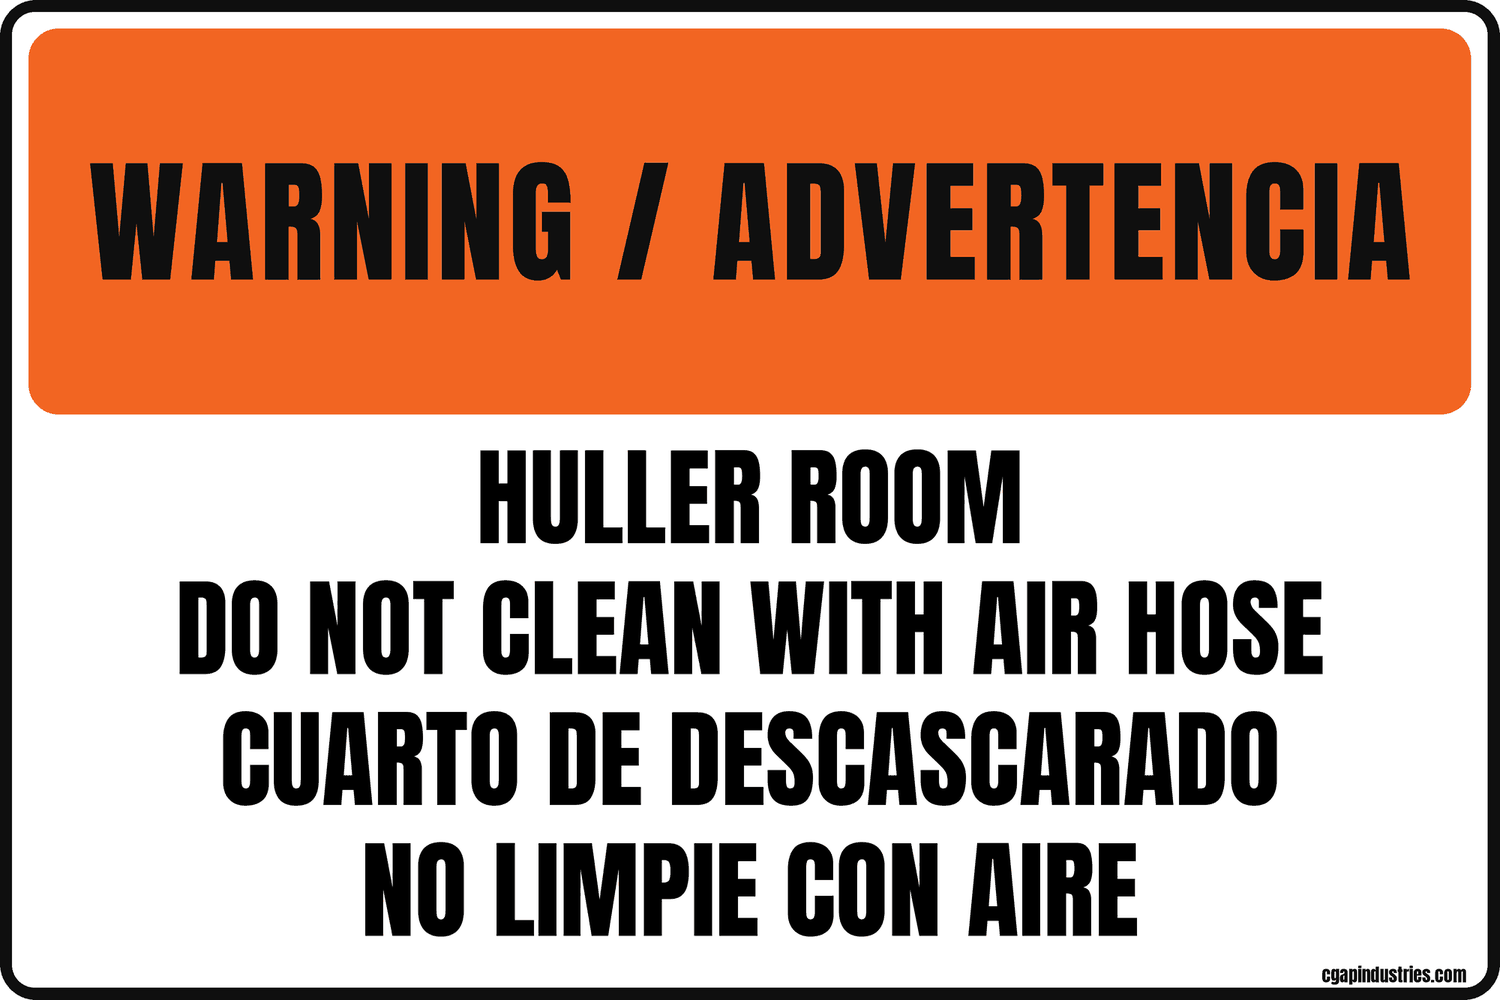 WARNING / ADVERTENCIA
HULLER ROOM
DO NOT CLEAN WITH AIR HOSE
CUARTO DE DESCASCARADO
NO LIMPIE CON AIRE
cgapindustries.com